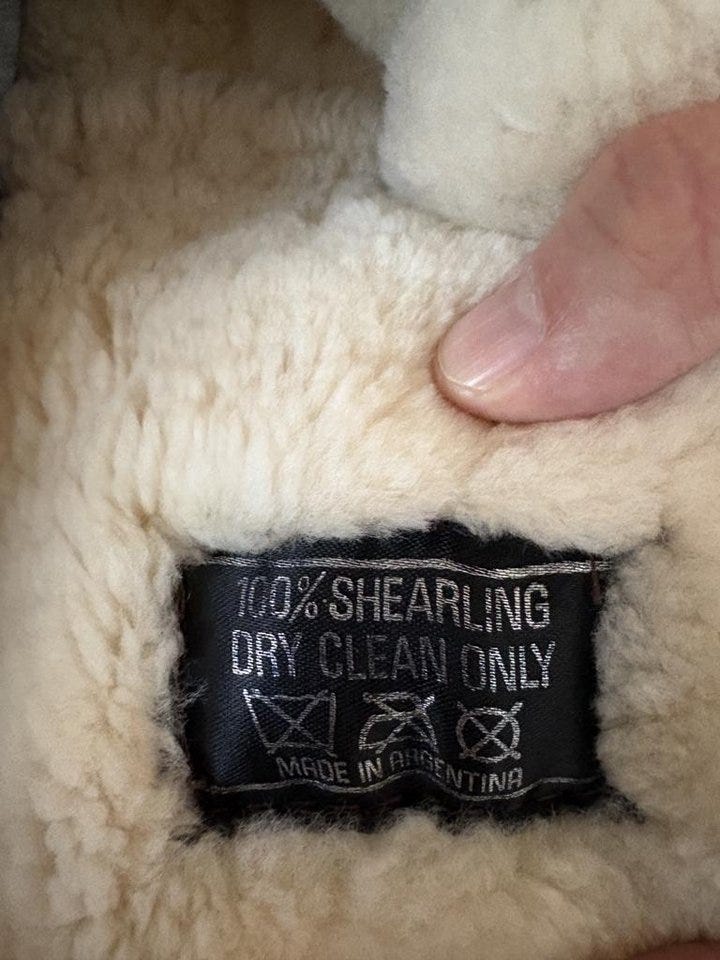 100% SHEARLING
DRY CLEAN ONLY
MADE IN ARGENTINA